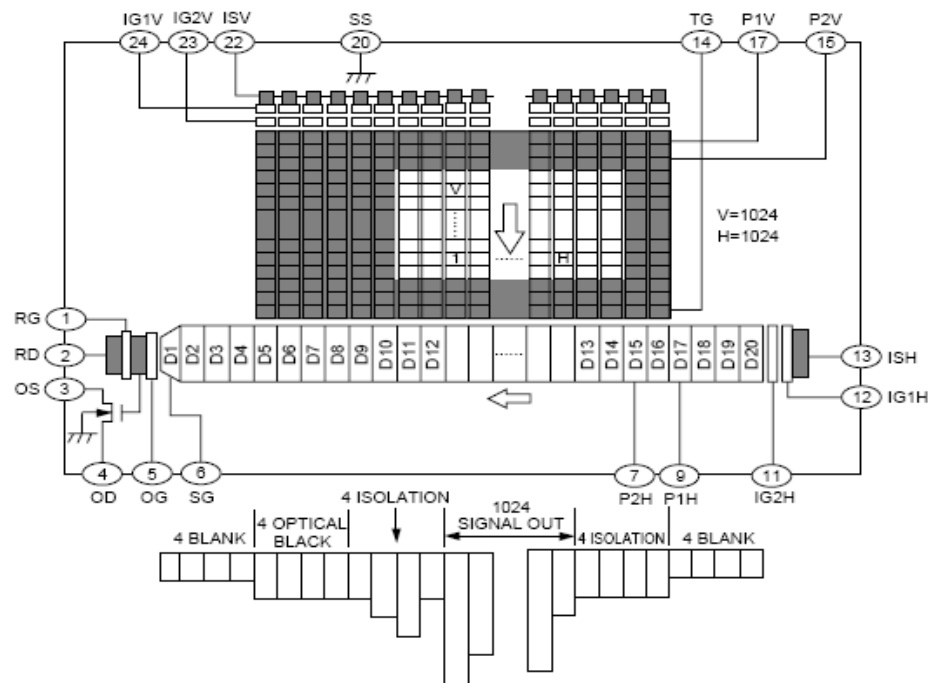 IG1V IG2V ISV SS TG P1V P2V
24 23 22 20 14 17 15
V
V=1024
H=1024
1 H
RG
1
RD
2
OS
3
D1 D2 D3 D4 D5 D6 D7 D8 D9 D10 D11 D12 D13 D14 D15 D16 D17 D18 D19 D20
13 ISH
12 IG1H
4 5 6 7 9 11
OD OG SG P2H P1H IG2H
4 ISOLATION
1024
SIGNAL OUT
4 OPTICAL
BLACK
4 BLANK 4 ISOLATION 4 BLANK